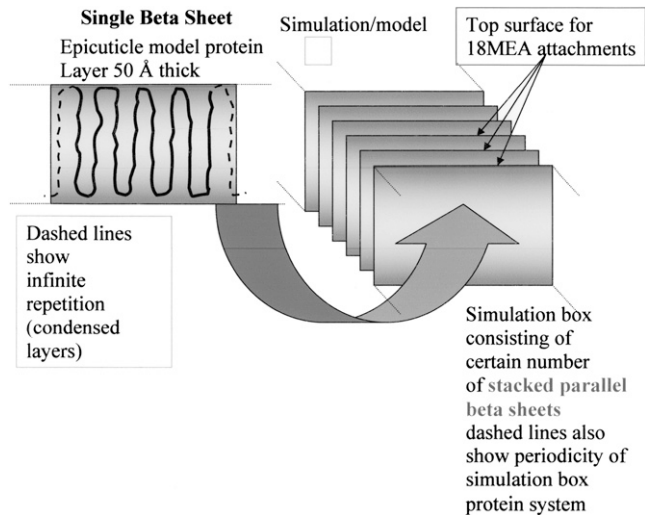 Single Beta Sheet
Epicuticle model protein
Layer 50 Å thick
Simulation/model
Top surface for
18MEA attachments
Dashed lines
show
infinite
repetition
(condensed
layers)
Simulation box
consisting of
certain number
of stacked parallel
beta sheets
dashed lines also
show periodicity of
simulation box
protein system